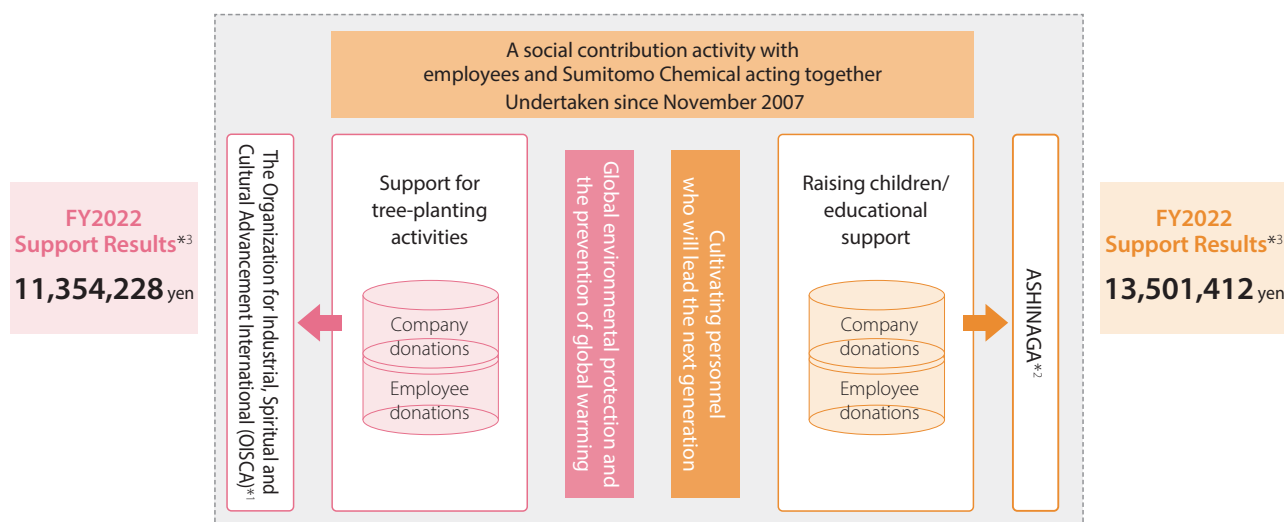 A social contribution activity with
employees and Sumitomo Chemical acting together
Undertaken since November 2007
FY2022
Support Results*3
11,354,228 yen
The Organization for Industrial, Spiritual and
Cultural Advancement International (OISCA)*1
Support for
tree-planting
activities
Company
donations
Employee
donations
Global environmental protection and
the prevention of global warming
Cultivating personnel
who will lead the next generation
Raising children/
educational
support
Company
donations
Employee
donations
ASHINAGA*2
FY2022
Support Results*3
13,501,412 yen